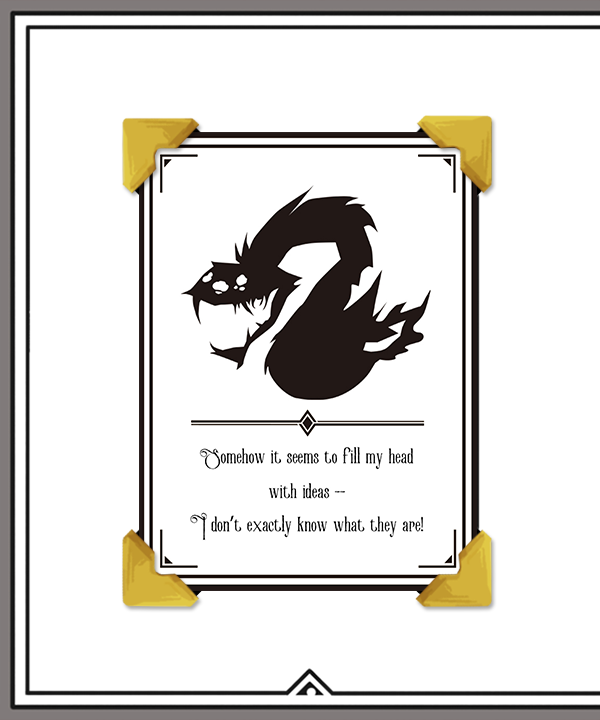 Somehow it seems to fill my head
with ideas --
I don't exactly know what they are!